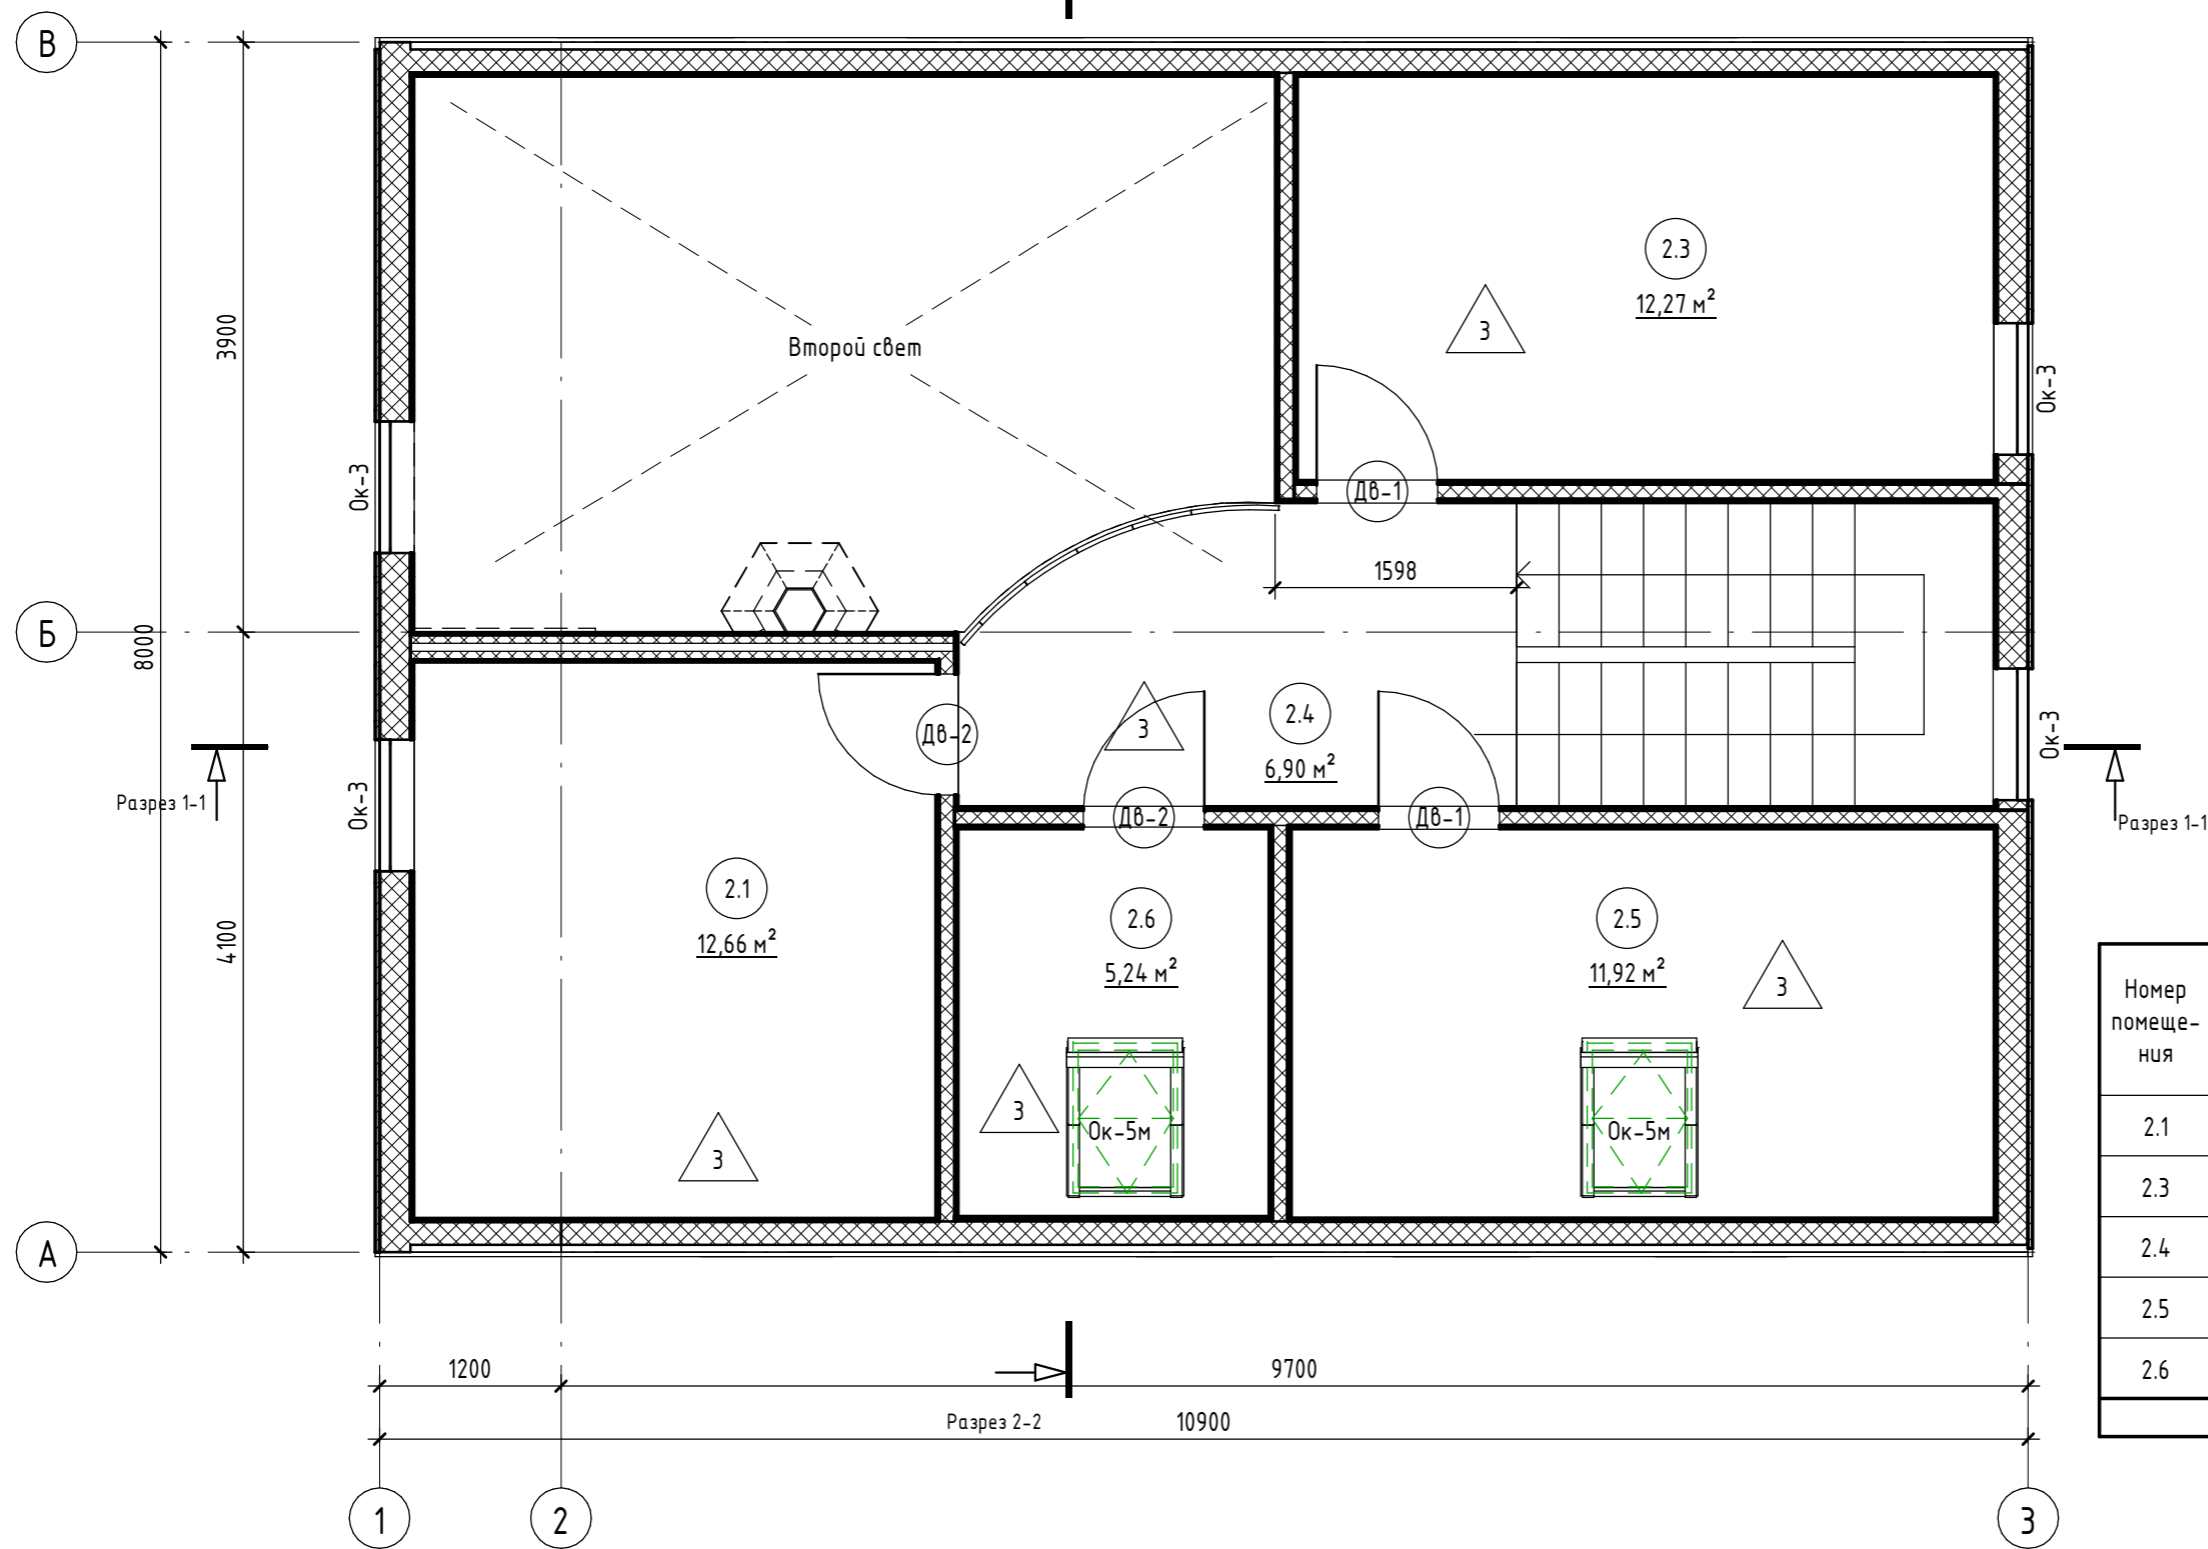 В
Второй свет
2.3
12,27 м²
3
3900
Ок-3
Ок-3
Дв-1
1598
Б
8000
Дв-2
3
2.4
6,90 м²
Ок-3
Разрез 1-1
Ок-3
Дв-2
Дв-1
Разрез 1-1
2.1
12,66 м²
2.6
5,24 м²
2.5
11,92 м²
3
4100
Номер
помеще-
ния
3
3
Ок-5м
Ок-5м
2.1
2.3
2.4
2.5
2.6
А
1200
9700
Разрез 2-2
10900
1
2
3